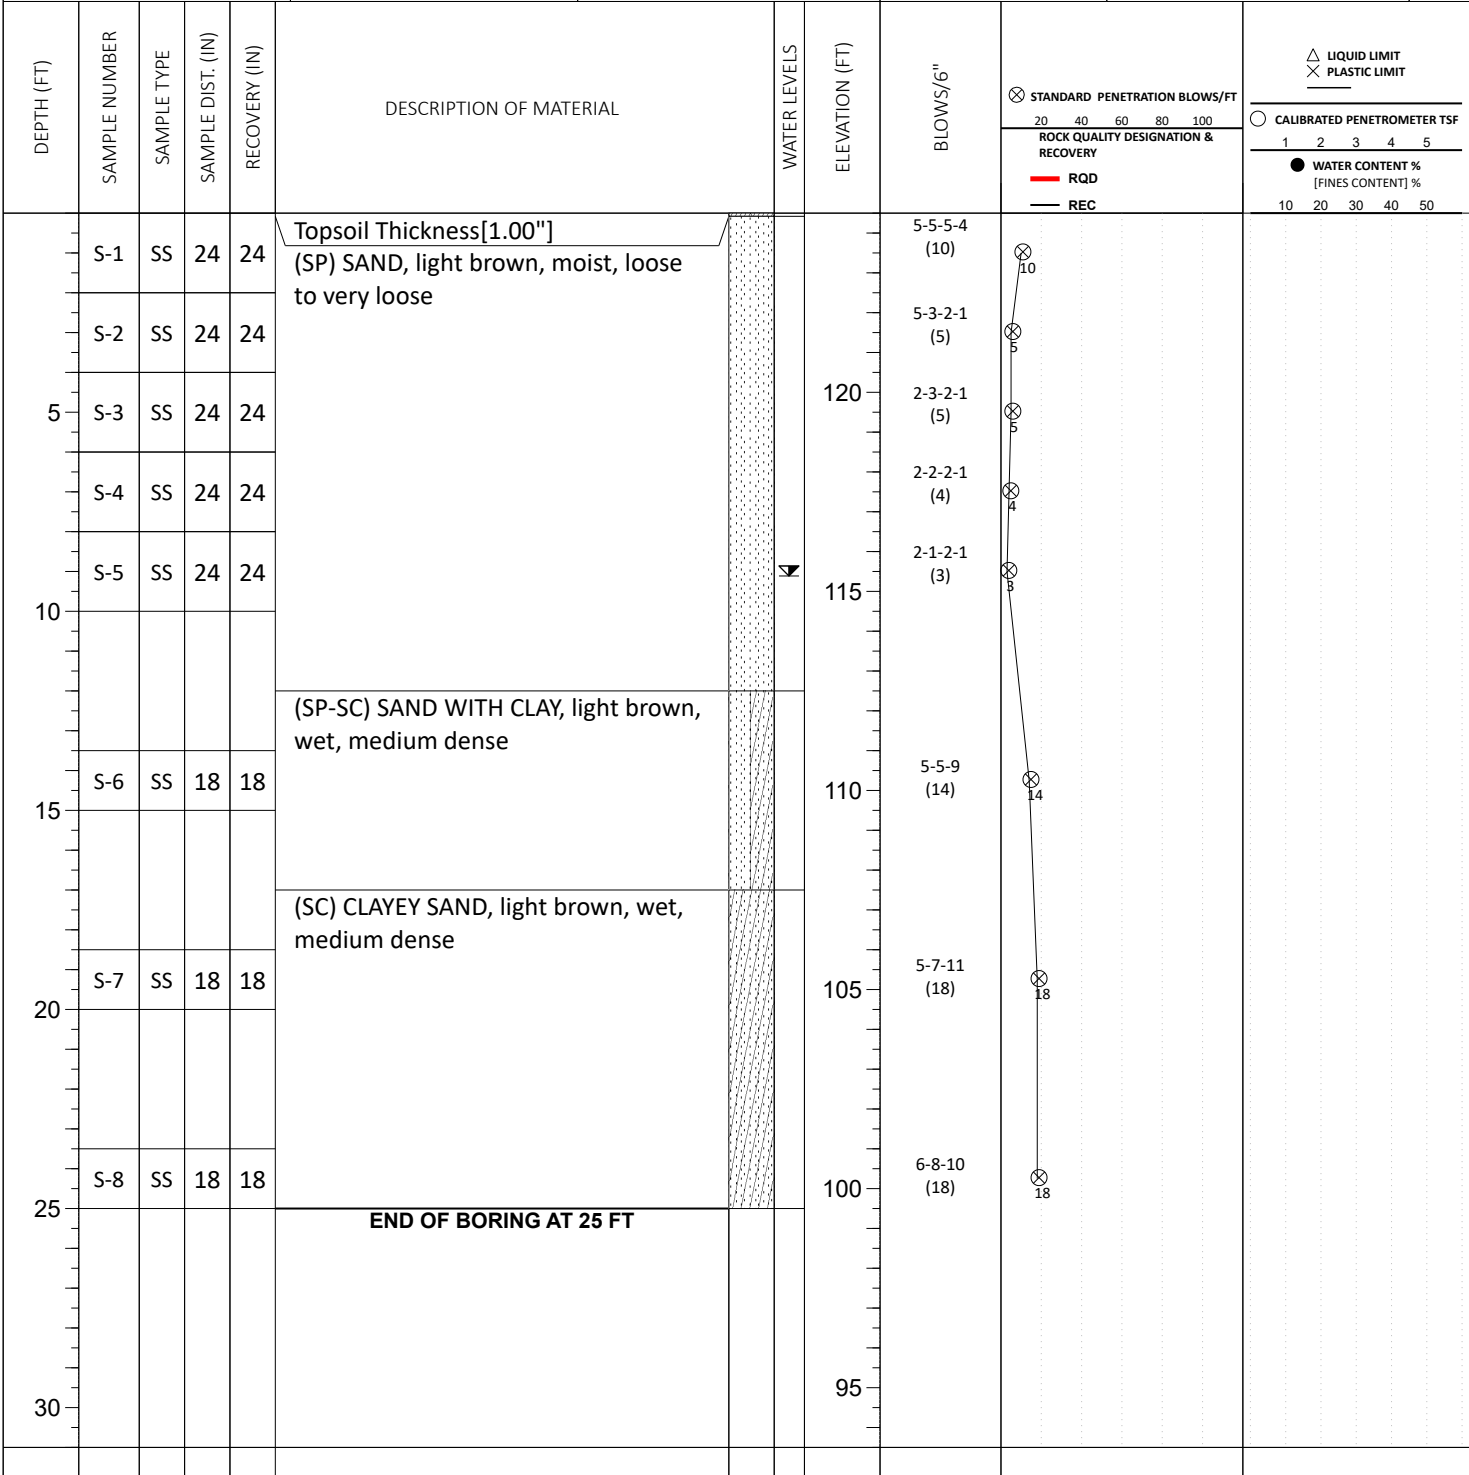 DEPTH (FT)
SAMPLE NUMBER
SAMPLE TYPE
SAMPLE DIST. (IN)
RECOVERY (IN)
DESCRIPTION OF MATERIAL
WATER LEVELS
ELEVATION (FT)
BLOWS/6"
STANDARD PENETRATION BLOWS/FT
20 40 60 80 100
ROCK QUALITY DESIGNATION &
RECOVERY
RQD
REC
LIQUID LIMIT
PLASTIC LIMIT
CALIBRATED PENETROMETER TSF
1 2 3 4 5
WATER CONTENT %
[FINES CONTENT] %
10 20 30 40 50
Topsoil Thickness[1.00"]
S-1 SS 24 24
(SP) SAND, light brown, moist, loose
to very loose
5-5-5-4
(10)
10
S-2 SS 24 24
5-3-2-1
(5)
5
120
5
S-3 SS 24 24
2-3-2-1
(5)
5
S-4 SS 24 24
2-2-2-1
(4)
4
S-5 SS 24 24
2-1-2-1
(3)
3
115
10
(SP-SC) SAND WITH CLAY, light brown,
wet, medium dense
S-6 SS 18 18
5-5-9
(14)
14
110
15
(SC) CLAYEY SAND, light brown, wet,
medium dense
S-7 SS 18 18
5-7-11
(18)
18
105
20
S-8 SS 18 18
6-8-10
(18)
18
100
25
END OF BORING AT 25 FT
95
30